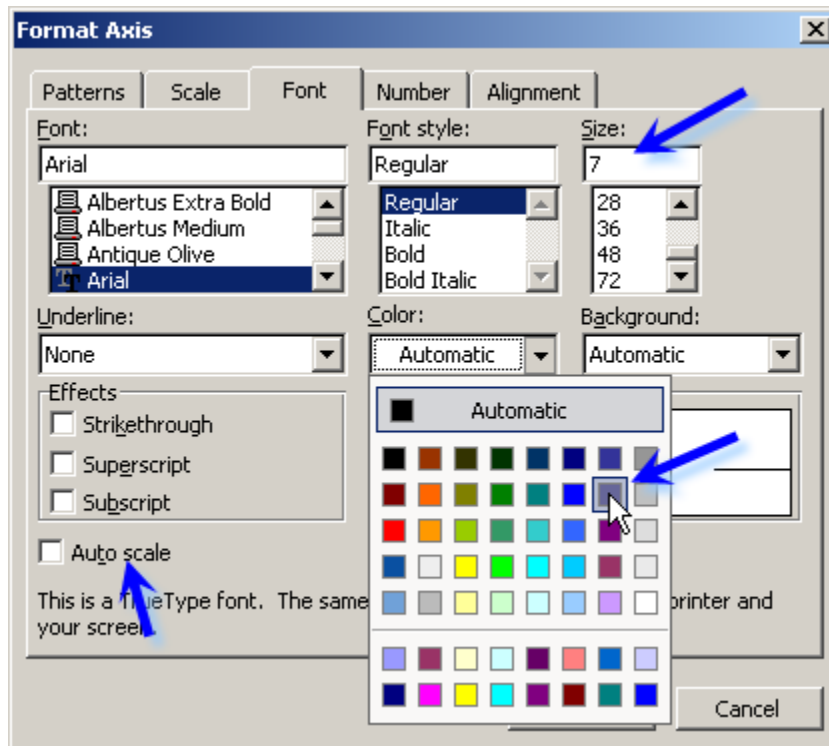 Format Axis
Patterns Scale Font Number Alignment
Font: Font style: Size:
Arial Regular 7
Albertus Extra Bold Regular 28
Albertus Medium Italic 36
Antique Olive Bold 48
Arial Bold Italic 72
Underline: Color: Background:
None Automatic Automatic
Effects Automatic
Strikethrough
Superscript
Subscript
Auto scale
This is a TrueType font. The same printer and
your screen.
Cancel